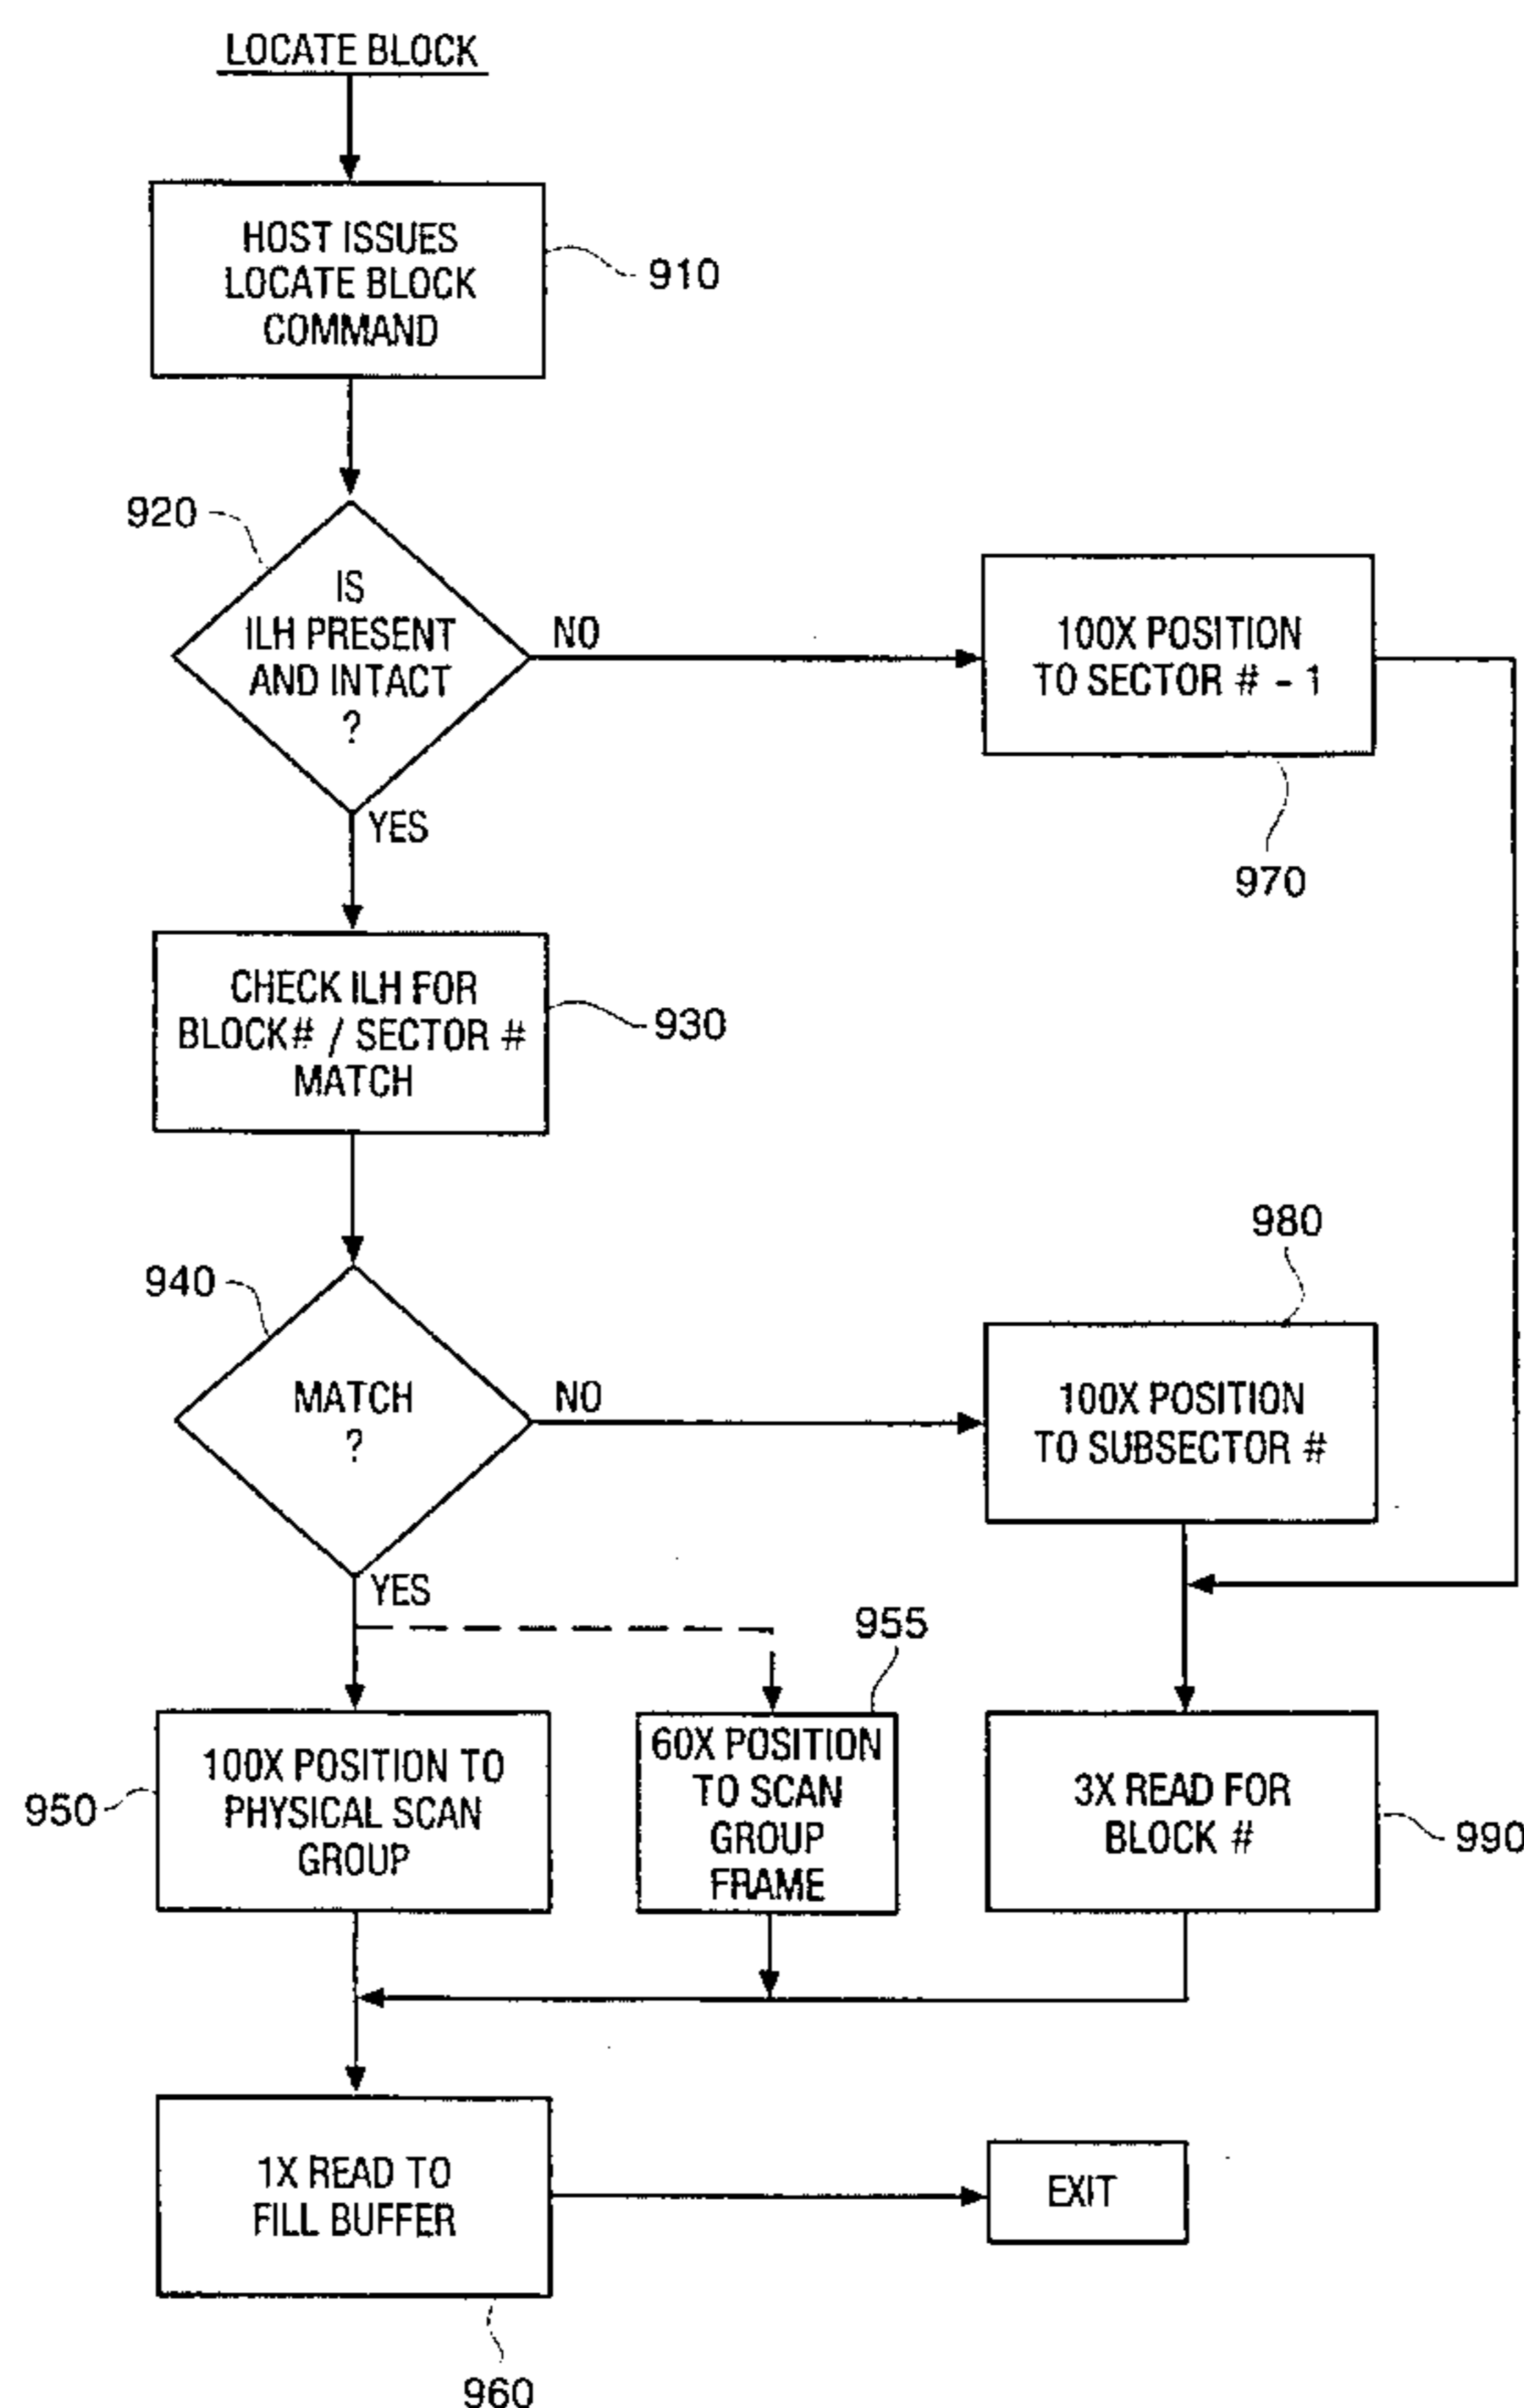 LOCATE BLOCK
HOST ISSUES
LOCATE BLOCK
COMMAND
910
920
IS
ILH PRESENT
AND INTACT
?
NO
YES
100X POSITION
TO SECTOR # - 1
970
CHECK ILH FOR
BLOCK# / SECTOR #
MATCH
930
940
MATCH
?
NO
YES
980
100X POSITION
TO SUBSECTOR #
950
100X POSITION TO
PHYSICAL SCAN
GROUP
955
60X POSITION
TO SCAN
GROUP
FRAME
3X READ FOR
BLOCK #
990
1X READ TO
FILL BUFFER
960
EXIT